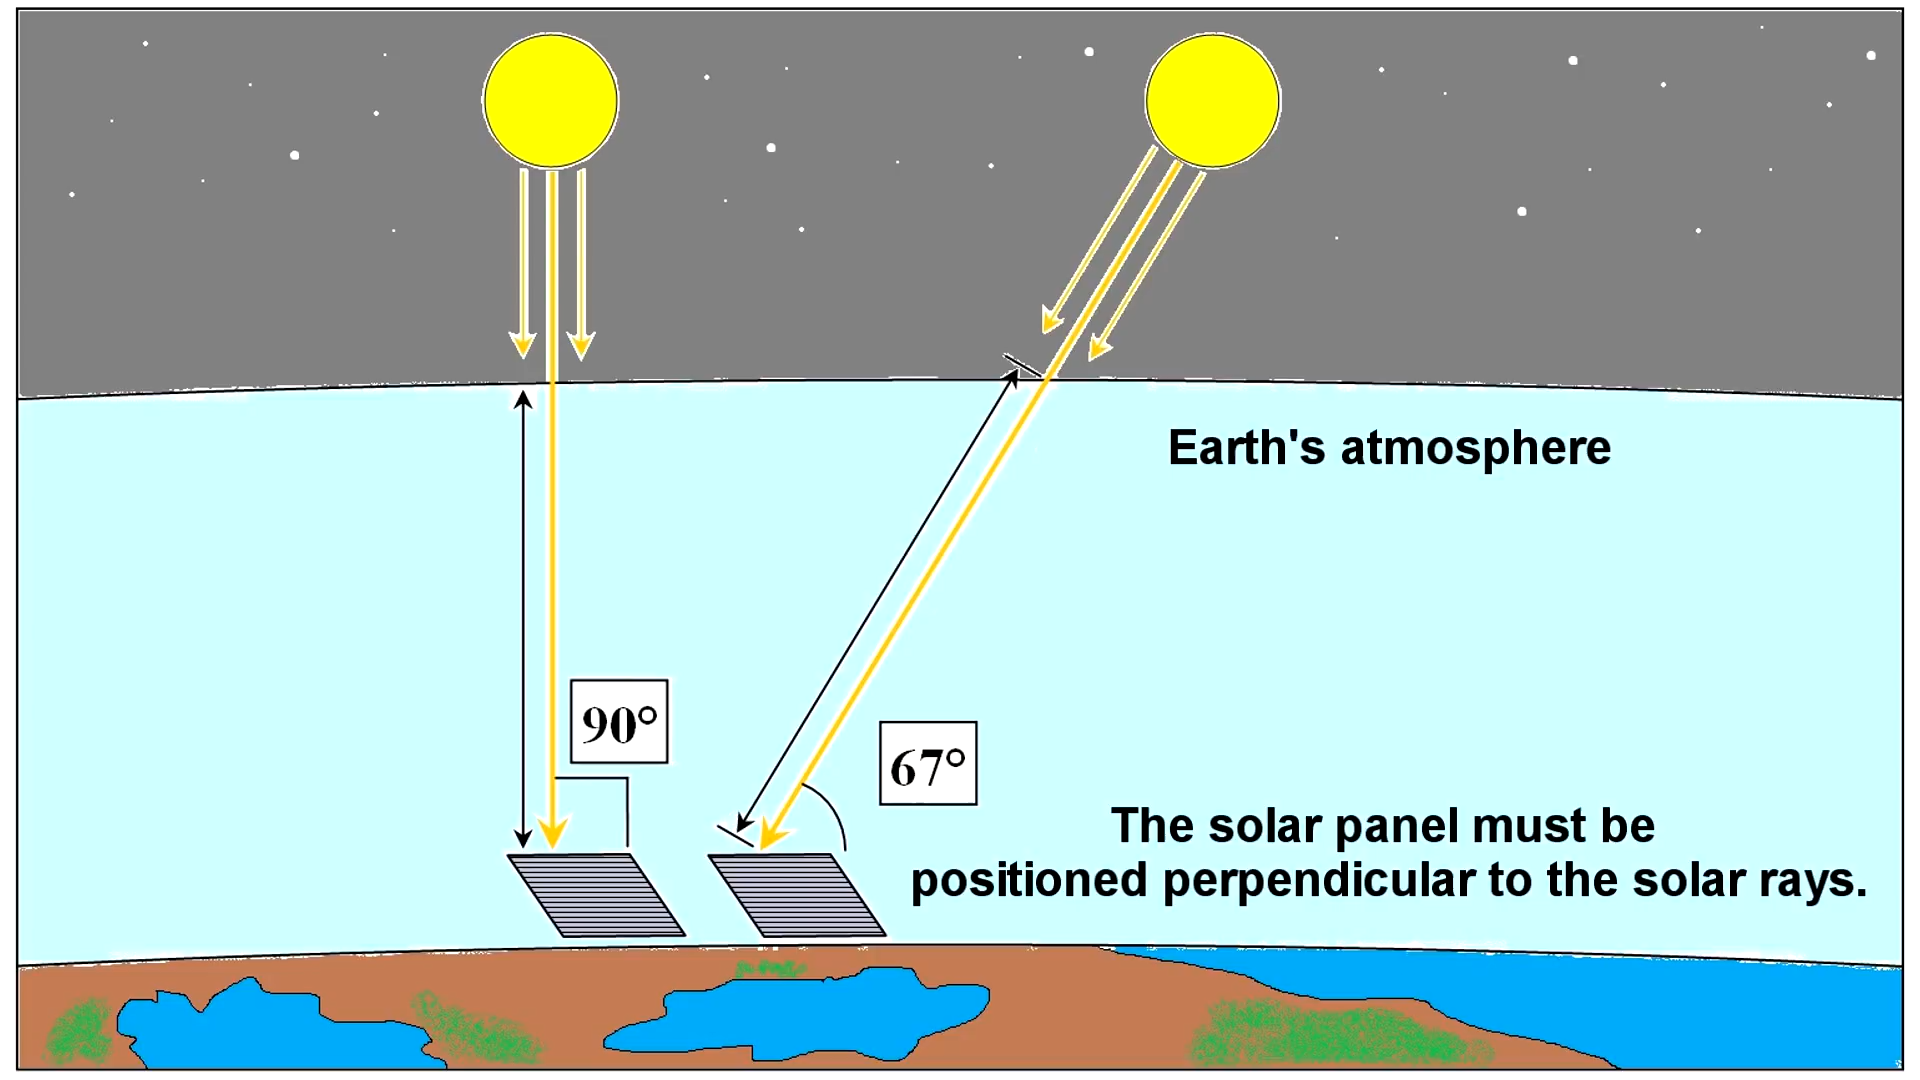 Earth's atmosphere
90°
67°
The solar panel must be
positioned perpendicular to the solar rays.